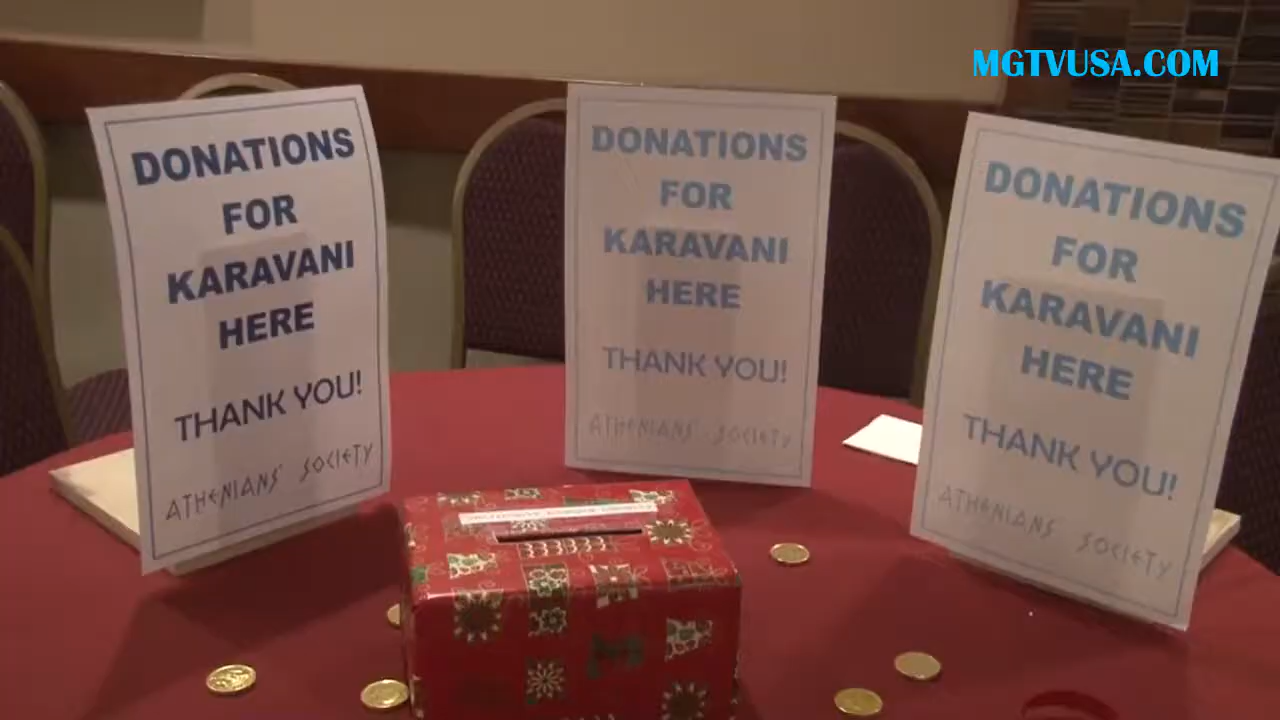 MGTVUSA.COM
DONATIONS
FOR
KARAVANI
HERE
THANK YOU!
ATHENIANS' SOCIETY
DONATIONS
FOR
KARAVANI
HERE
THANK YOU!
ATHENIANS' SOCIETY
DONATIONS
FOR
KARAVANI
HERE
THANK YOU!
ATHENIANS' SOCIETY